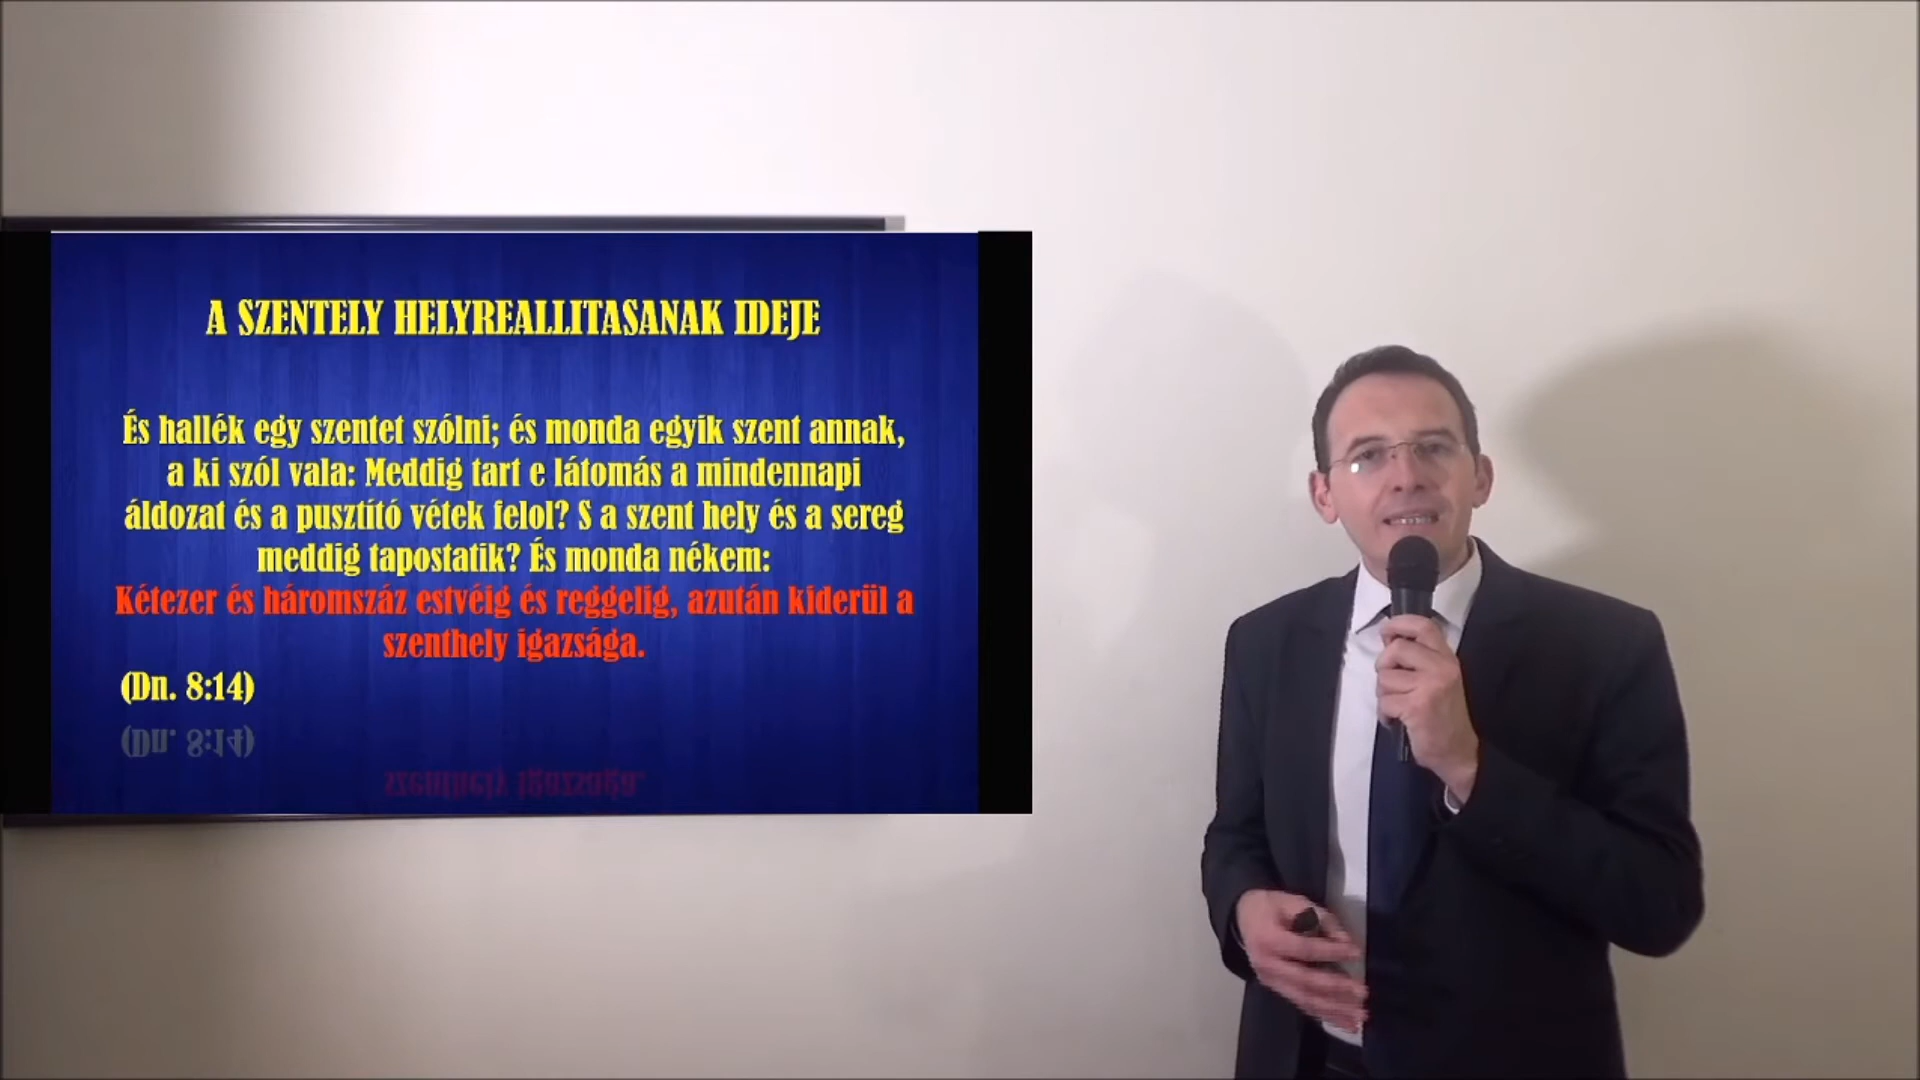 A SZENTELY HELYREALLITASANAK IDEJE
És hallék egy szentet szólni; és monda egyik szent annak,
a ki szól vala: Meddig tart e látomás a mindennapi
áldozat és a pusztító vétek felol? S a szent hely és a sereg
meddig tapostatik? És monda nékem:
Kétezer és háromszáz estvéig és reggelig, azután kiderül a
szenthely igazsága.
(Dn. 8:14)